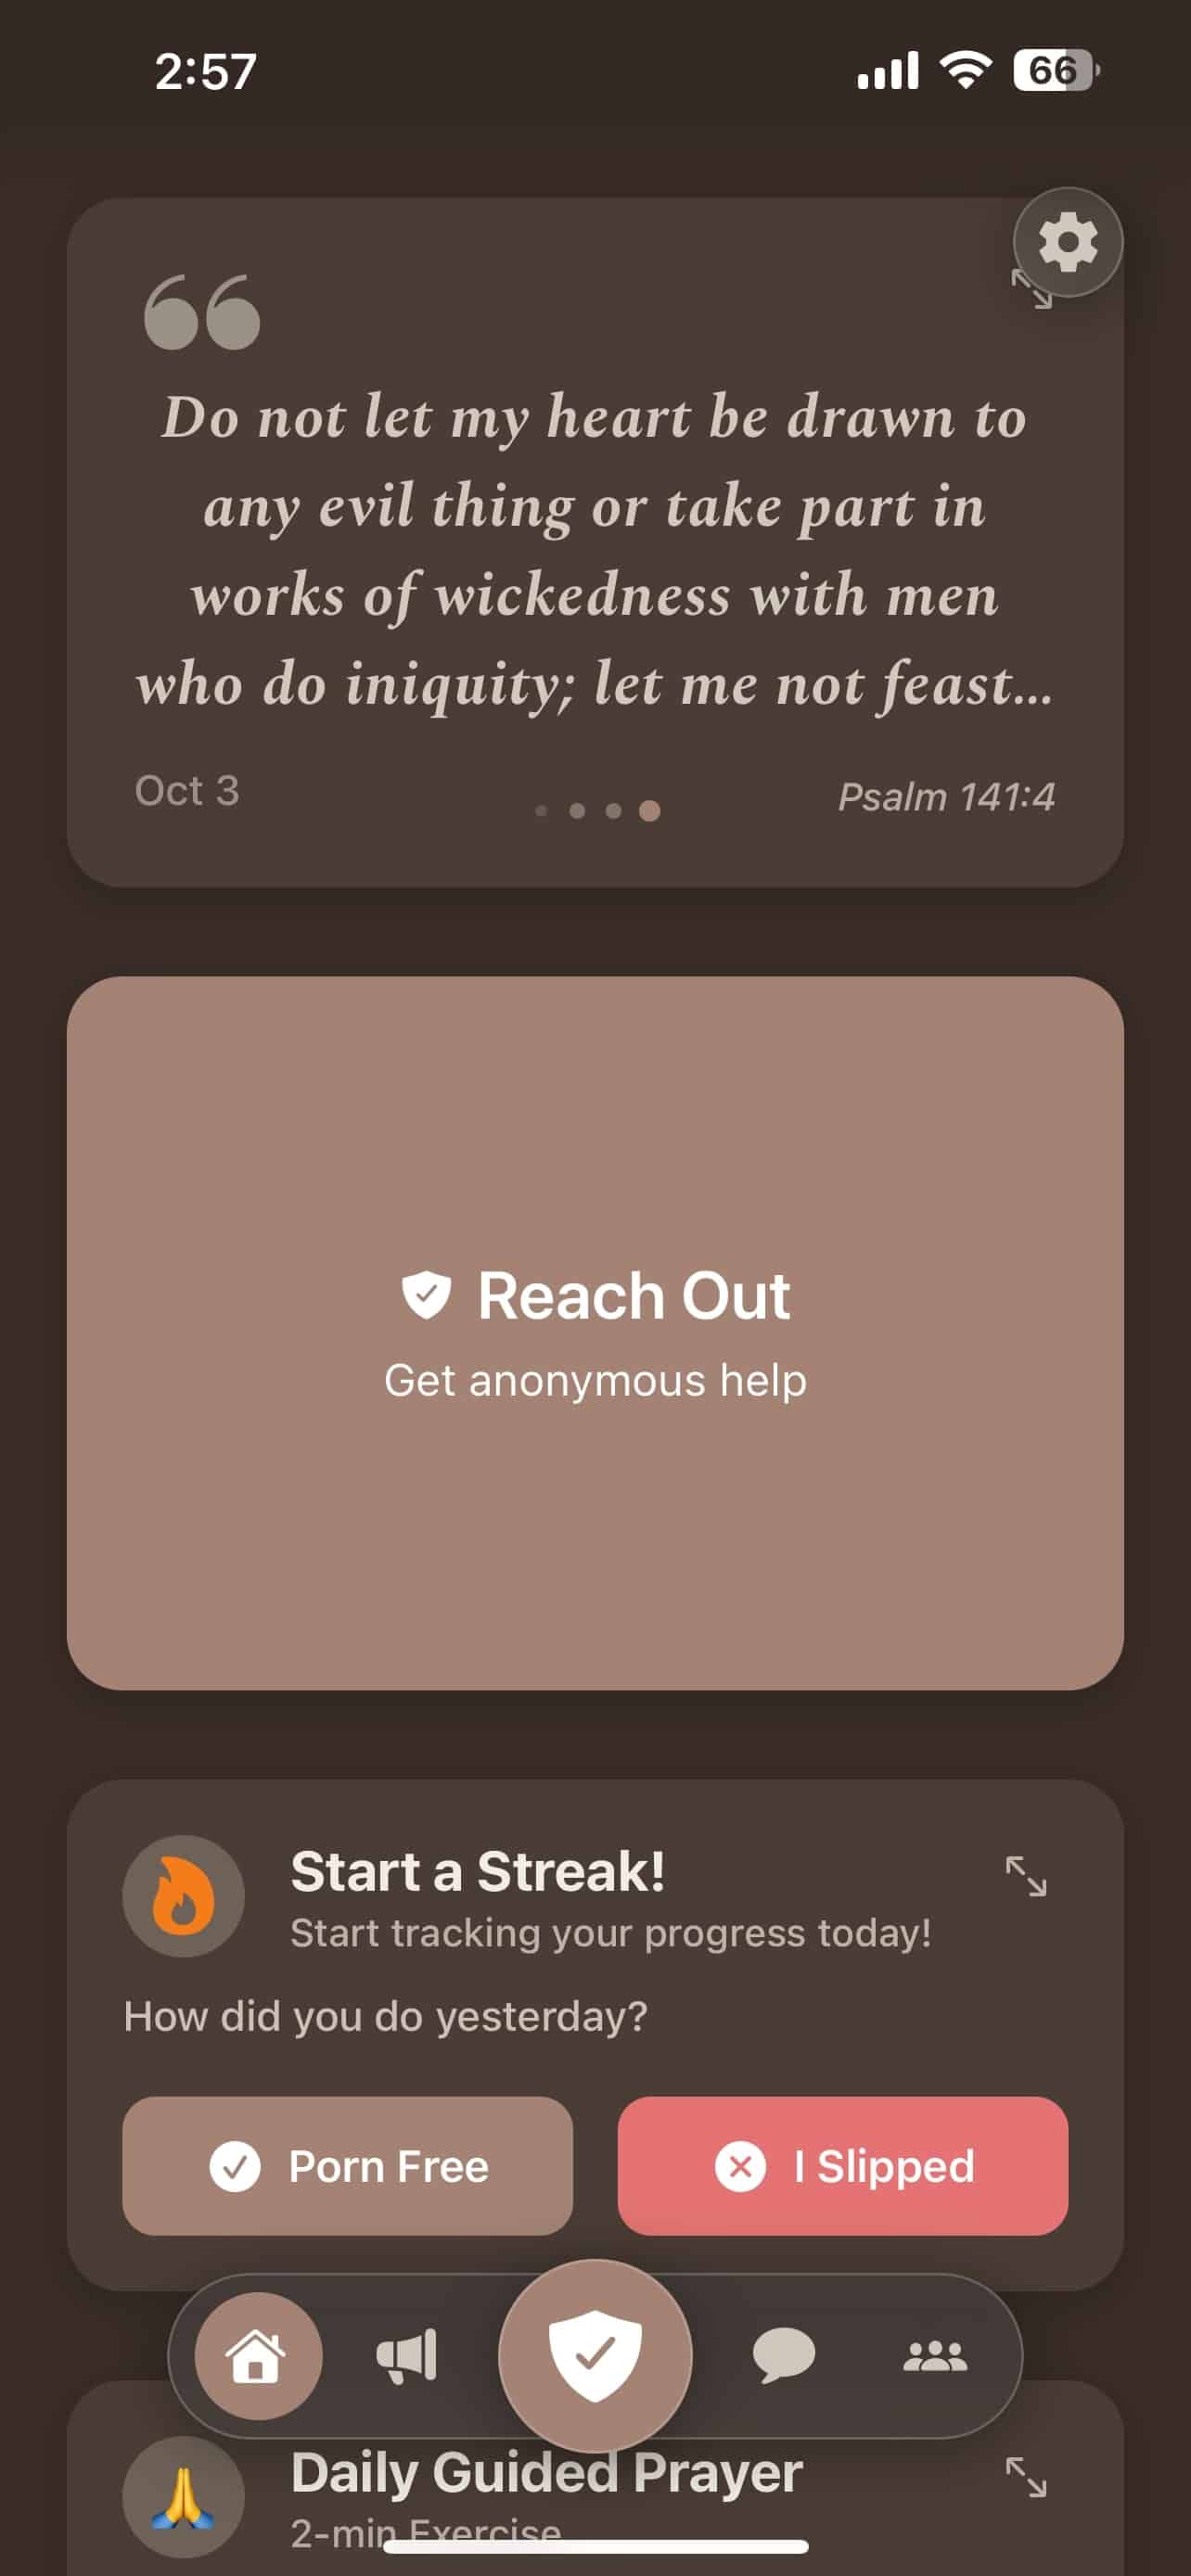 2:57
66
Do not let my heart be drawn to
any evil thing or take part in
works of wickedness with men
who do iniquity; let me not feast...
Oct 3
Psalm 141:4
Reach Out
Get anonymous help
Start a Streak!
Start tracking your progress today!
How did you do yesterday?
Porn Free
I Slipped
Daily Guided Prayer
2-min Exercise